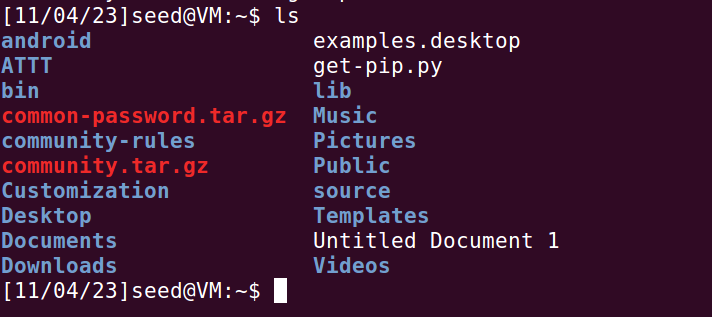 [11/04/23]seed@VM:~$ ls
android examples.desktop
ATTT get-pip.py
bin lib
common-password.tar.gz Music
community-rules Pictures
community.tar.gz Public
Customization source
Desktop Templates
Documents Untitled Document 1
Downloads Videos
[11/04/23]seed@VM:~$